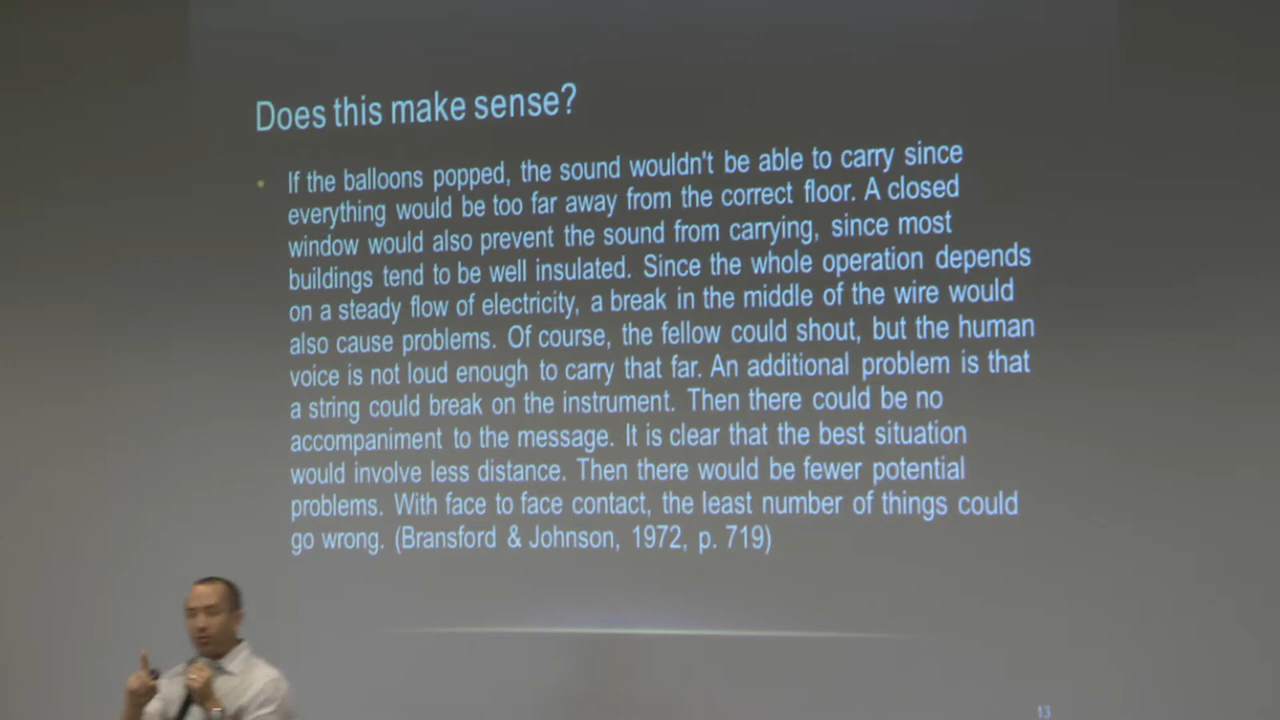 Does this make sense?
• If the balloons popped, the sound wouldn't be able to carry since
everything would be too far away from the correct floor. A closed
window would also prevent the sound from carrying, since most
buildings tend to be well insulated. Since the whole operation depends
on a steady flow of electricity, a break in the middle of the wire would
also cause problems. Of course, the fellow could shout, but the human
voice is not loud enough to carry that far. An additional problem is that
a string could break on the instrument. Then there could be no
accompaniment to the message. It is clear that the best situation
would involve less distance. Then there would be fewer potential
problems. With face to face contact, the least number of things could
go wrong. (Bransford & Johnson, 1972, p. 719)
13